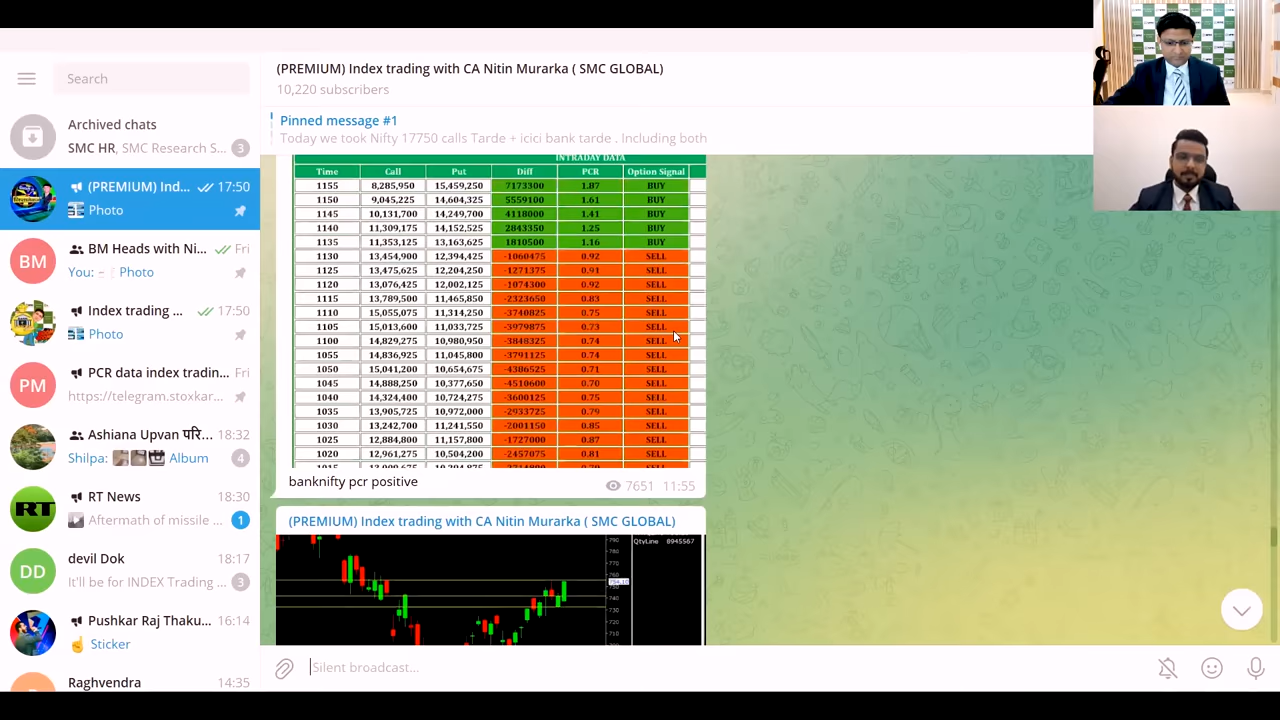 Search
Archived chats
SMC HR, SMC Research S... 3
(PREMIUM) Ind... 17:50
Photo
BM
BM Heads with Ni... Fri
You: Photo
Index trading ... 17:50
Photo
PM
PCR data index tradin... Fri
https://telegram.stoxkar...
Ashiana Upvan परि... 18:32
Shilpa: Album 4
RT
RT News 18:30
Aftermath of missile ... 1
DD
devil Dok 18:17
It'll be for INDEX Trading ... 3
Pushkar Raj Thaku... 16:14
Sticker
Raghvendra 14:35
(PREMIUM) Index trading with CA Nitin Murarka ( SMC GLOBAL)
10,220 subscribers
Pinned message #1
Today we took Nifty 17750 calls Tarde + icici bank tarde . Including both
INTRADAY DATA
Time Call Put Diff PCR Option Signal
1155 8,285,950 15,459,250 7173300 1.87 BUY
1150 9,045,225 14,604,325 5559100 1.61 BUY
1145 10,131,700 14,249,700 4118000 1.41 BUY
1140 11,309,175 14,152,525 2843350 1.25 BUY
1135 11,353,125 13,163,625 1810500 1.16 BUY
1130 13,454,900 12,394,425 -1060475 0.92 SELL
1125 13,475,625 12,204,250 -1271375 0.91 SELL
1120 13,076,425 12,002,125 -1074300 0.92 SELL
1115 13,789,500 11,465,850 -2323650 0.83 SELL
1110 15,055,075 11,314,250 -3740825 0.75 SELL
1105 15,013,600 11,033,725 -3979875 0.73 SELL
1100 14,829,275 10,980,950 -3848325 0.74 SELL
1055 14,836,925 11,045,800 -3791125 0.74 SELL
1050 15,041,200 10,654,675 -4386525 0.71 SELL
1045 14,888,250 10,377,650 -4510600 0.70 SELL
1040 14,324,400 10,724,275 -3600125 0.75 SELL
1035 13,905,725 10,972,000 -2933725 0.79 SELL
1030 13,242,700 11,241,550 -2001150 0.85 SELL
1025 12,884,800 11,157,800 -1727000 0.87 SELL
1020 12,961,275 10,504,200 -2457075 0.81 SELL
banknifty pcr positive
7651 11:55
(PREMIUM) Index trading with CA Nitin Murarka ( SMC GLOBAL)
QtyLine 8945567
790
780
770
760
754.10
740
730
720
710
Silent broadcast...